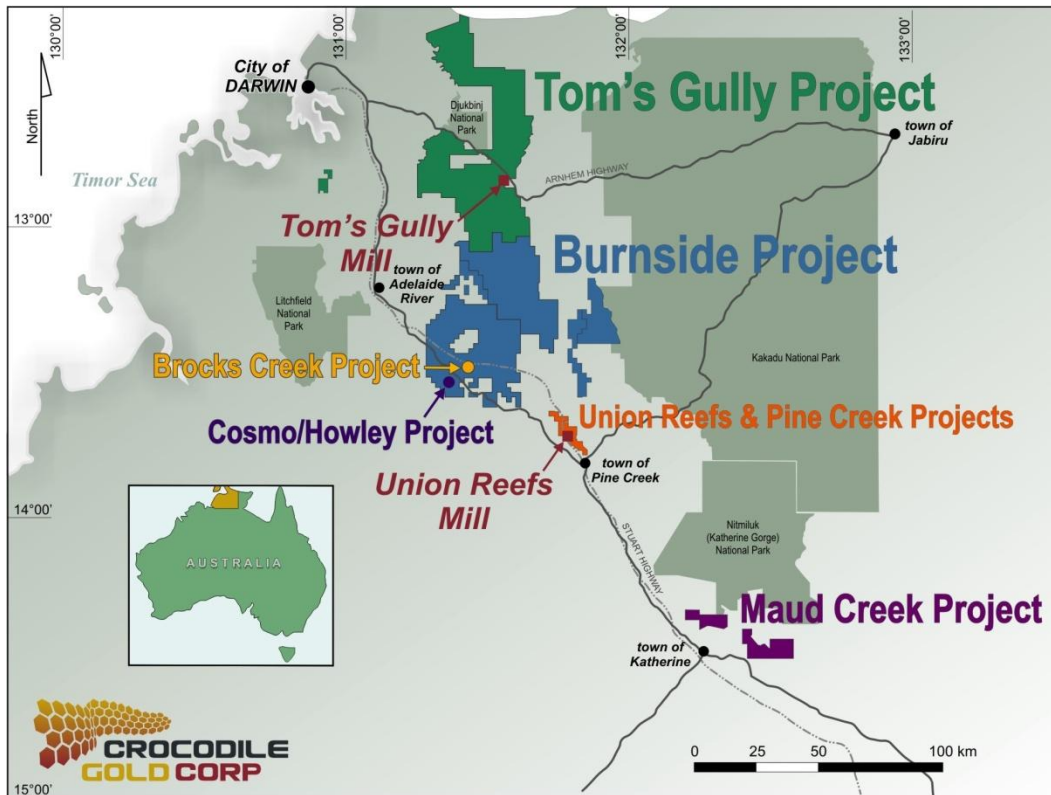 130°00'
131°00'
132°00'
133°00'
North
City of
DARWIN
Djukbinj
National
Park
Tom's Gully Project
town of
Jabiru
Timor Sea
ARNHEM HIGHWAY
13°00'
Tom's Gully
Mill
Burnside Project
town of
Adelaide
River
Litchfield
National
Park
Kakadu National Park
Brocks Creek Project
Union Reefs & Pine Creek Projects
Cosmo/Howley Project
town of
Pine Creek
Union Reefs
Mill
14°00'
AUSTRALIA
STUART HIGHWAY
Nitmiluk
(Katherine Gorge)
National Park
Maud Creek Project
town of
Katherine
CROCODILE
GOLD CORP
0 25 50 100 km
15°00'